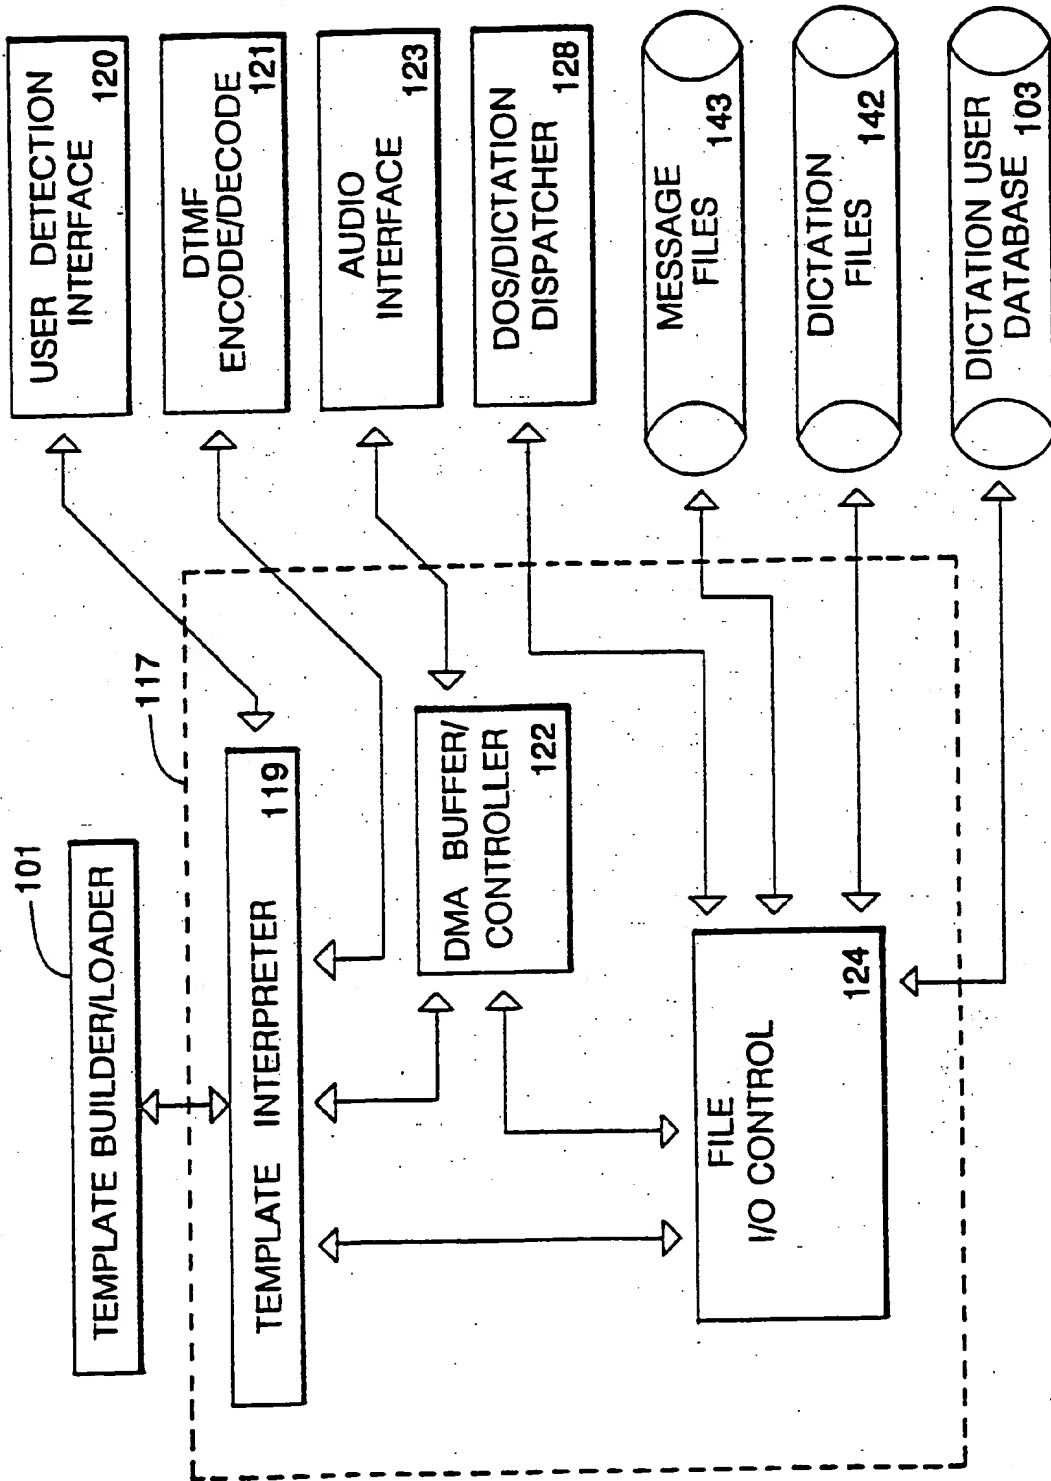 101
TEMPLATE BUILDER/LOADER
117
TEMPLATE INTERPRETER
119
DMA BUFFER/
CONTROLLER
122
FILE
I/O CONTROL
124
USER DETECTION
INTERFACE
120
DTMF
ENCODE/DECODE
121
AUDIO
INTERFACE
123
DOS/DICTATION
DISPATCHER
128
MESSAGE
FILES
143
DICTATION
FILES
142
DICTATION USER
DATABASE
103